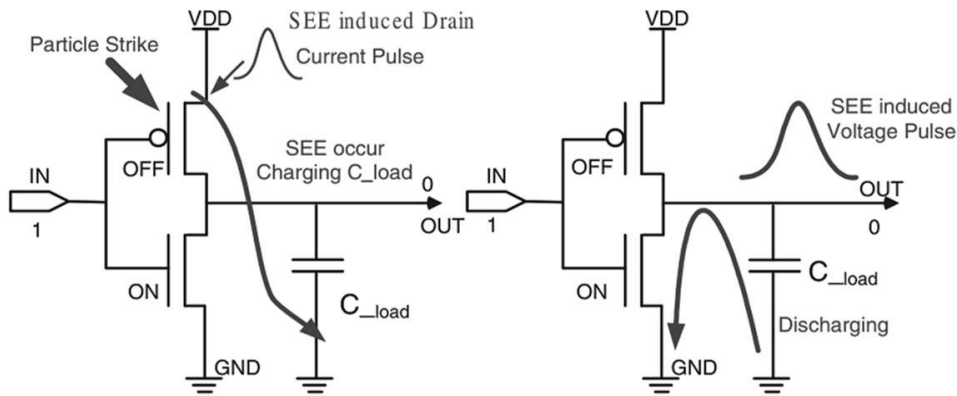 VDD
SEE induced Drain
Current Pulse
Particle Strike
SEE occur
Charging C_load
OFF
IN
1
0
OUT
ON
C_load
GND
VDD
SEE induced
Voltage Pulse
OFF
IN
1
OUT
0
ON
C_load
Discharging
GND